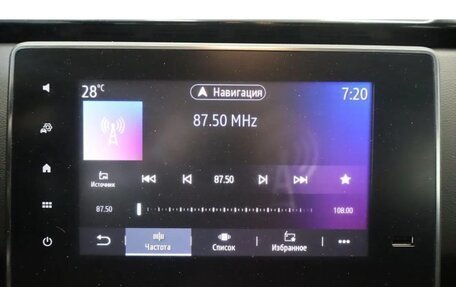 28°C Навигация 7:20
87.50 MHz
Источник 87.50
87.50 108.00
Частота Список Избранное